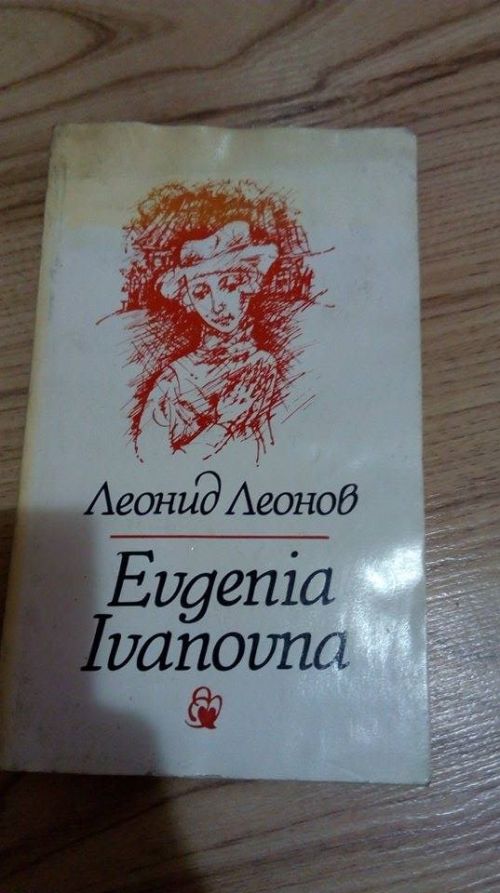 Леонид Леонов
Evgenia
Ivanovna